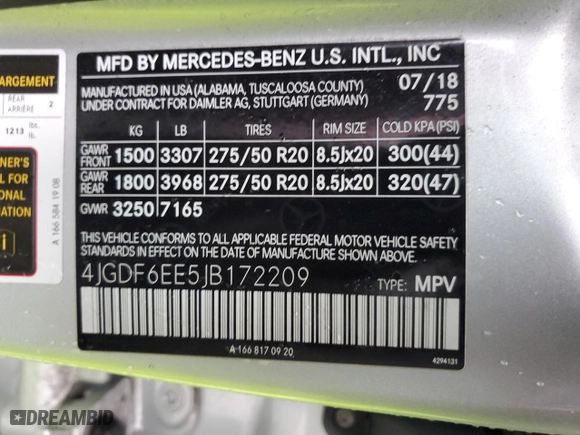 MFD BY MERCEDES-BENZ U.S. INTL., INC
MANUFACTURED IN USA (ALABAMA, TUSCALOOSA COUNTY) 07/18
UNDER CONTRACT FOR DAIMLER AG, STUTTGART (GERMANY) 775
KG LB TIRES RIM SIZE COLD KPA(PSI)
GAWR FRONT 1500 3307 275/50 R20 8.5Jx20 300(44)
GAWR REAR 1800 3968 275/50 R20 8.5Jx20 320(47)
GVWR 3250 7165
THIS VEHICLE CONFORMS TO ALL APPLICABLE FEDERAL MOTOR VEHICLE SAFETY
STANDARDS IN EFFECT ON THE DATE OF MANUFACTURE SHOWN ABOVE.
4JGDF6EE5JB172209 TYPE: MPV
A 166 817 09 20
4294131
ARGEMENT
REAR
ARRIÈRE 2
1213 lbs.
NER'S
L FOR
IONAL
MATION
A 166 584 19 08
DREAMBID